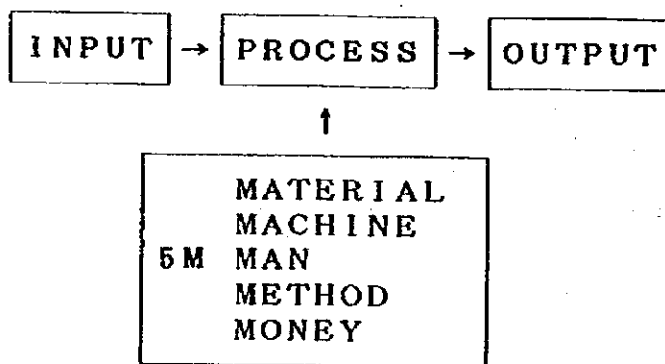 INPUT → PROCESS → OUTPUT
↑
MATERIAL
MACHINE
5M MAN
METHOD
MONEY